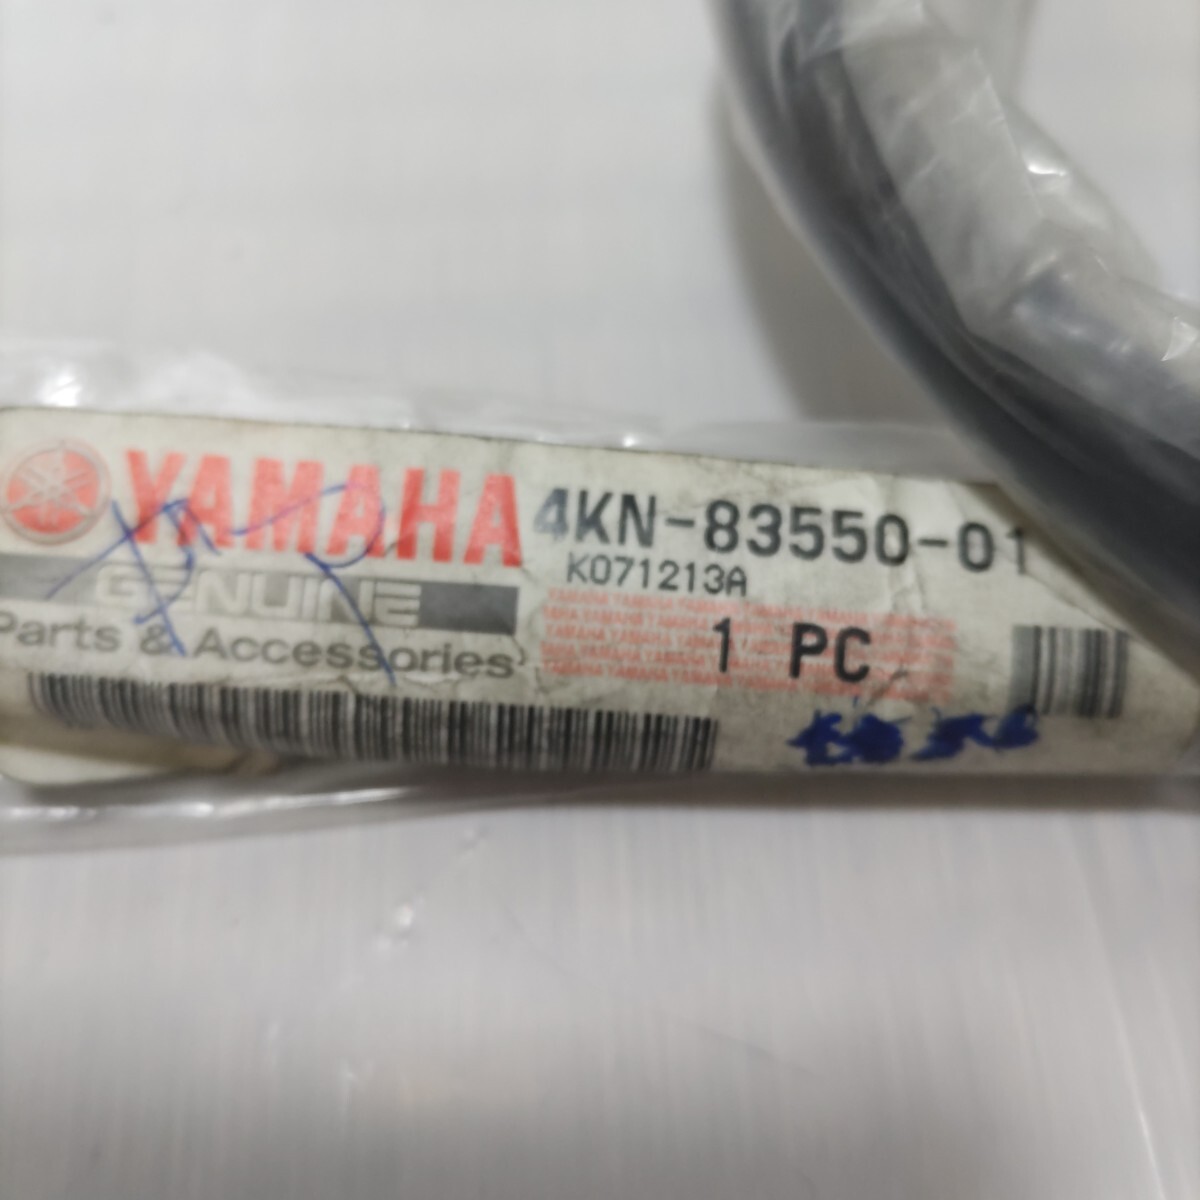 YAMAHA 4KN-83550-01
GENUINE K071213A
Parts & Accessories 1 PC